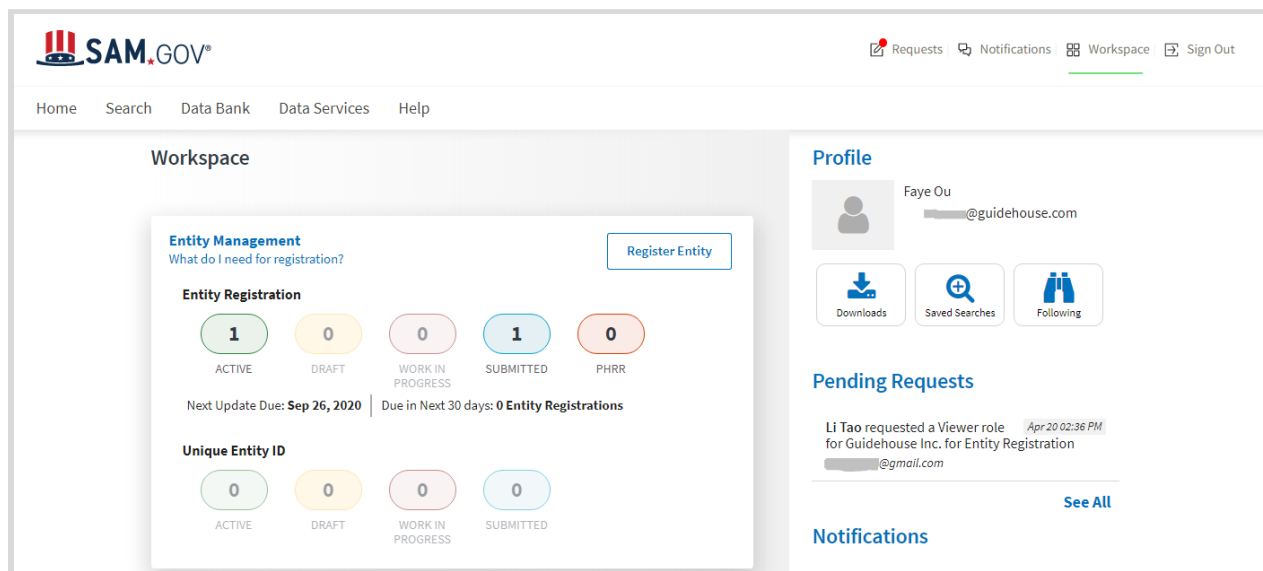 SAM.GOV®
Requests Notifications Workspace Sign Out
Home Search Data Bank Data Services Help
Workspace
Entity Management
What do I need for registration?
Register Entity
Entity Registration
1 0 0 1 0
ACTIVE DRAFT WORK IN PROGRESS SUBMITTED PHRR
Next Update Due: Sep 26, 2020 Due in Next 30 days: 0 Entity Registrations
Unique Entity ID
0 0 0 0
ACTIVE DRAFT WORK IN PROGRESS SUBMITTED
Profile
Faye Ou
@guidehouse.com
Downloads Saved Searches Following
Pending Requests
Li Tao requested a Viewer role Apr 20 02:36 PM
for Guidehouse Inc. for Entity Registration
@gmail.com
See All
Notifications